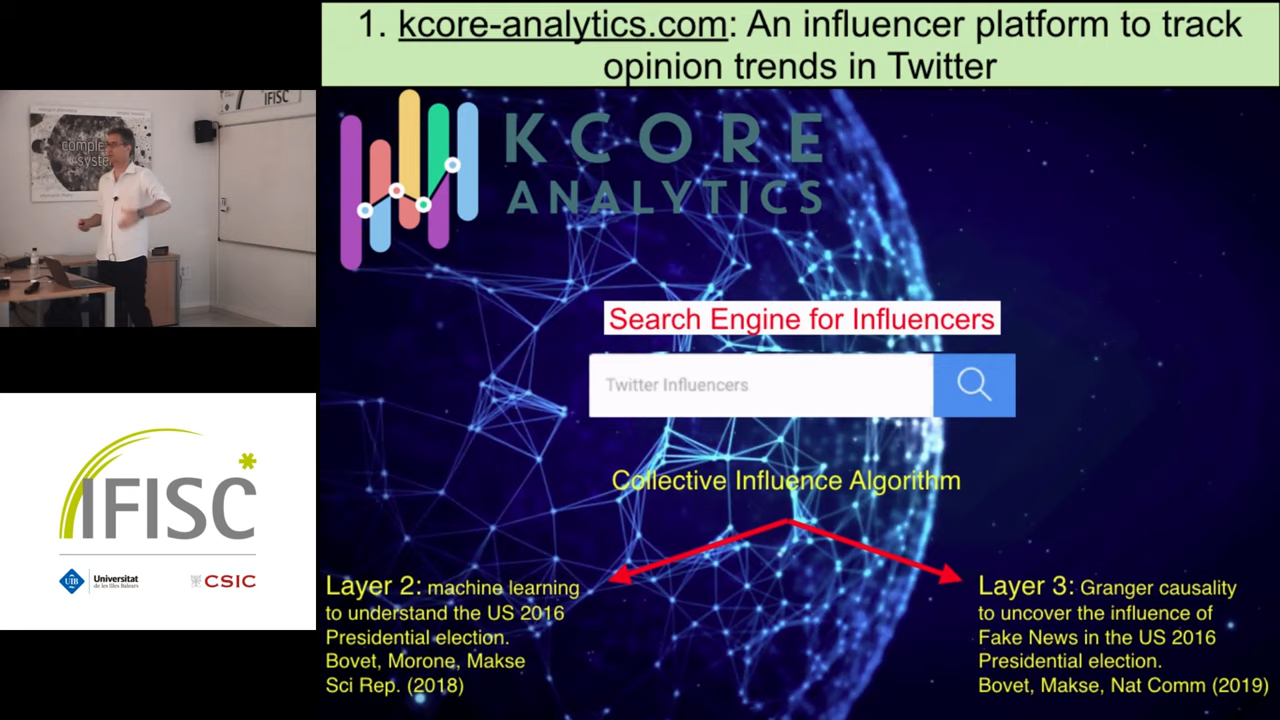 1. kcore-analytics.com: An influencer platform to track
opinion trends in Twitter
IFISC
comple
syste
KCORE
ANALYTICS
Search Engine for Influencers
Twitter Influencers
Collective Influence Algorithm
Layer 2: machine learning
to understand the US 2016
Presidential election.
Bovet, Morone, Makse
Sci Rep. (2018)
Layer 3: Granger causality
to uncover the influence of
Fake News in the US 2016
Presidential election.
Bovet, Makse, Nat Comm (2019)
IFISC
UIB
Universitat
de les Illes Balears
CSIC